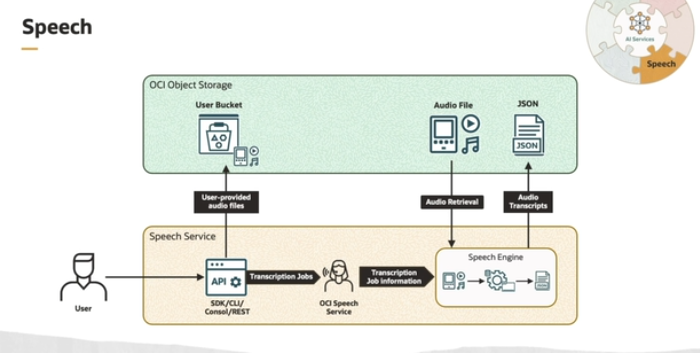 Speech
AI Services
Speech
OCI Object Storage
User Bucket
Audio File
JSON
JSON
User-provided
audio files
Audio Retrieval
Audio
Transcripts
Speech Service
Speech Engine
API
Transcription Jobs
Transcription
Job information
User
SDK/CLI/
Consol/REST
OCI Speech
Service